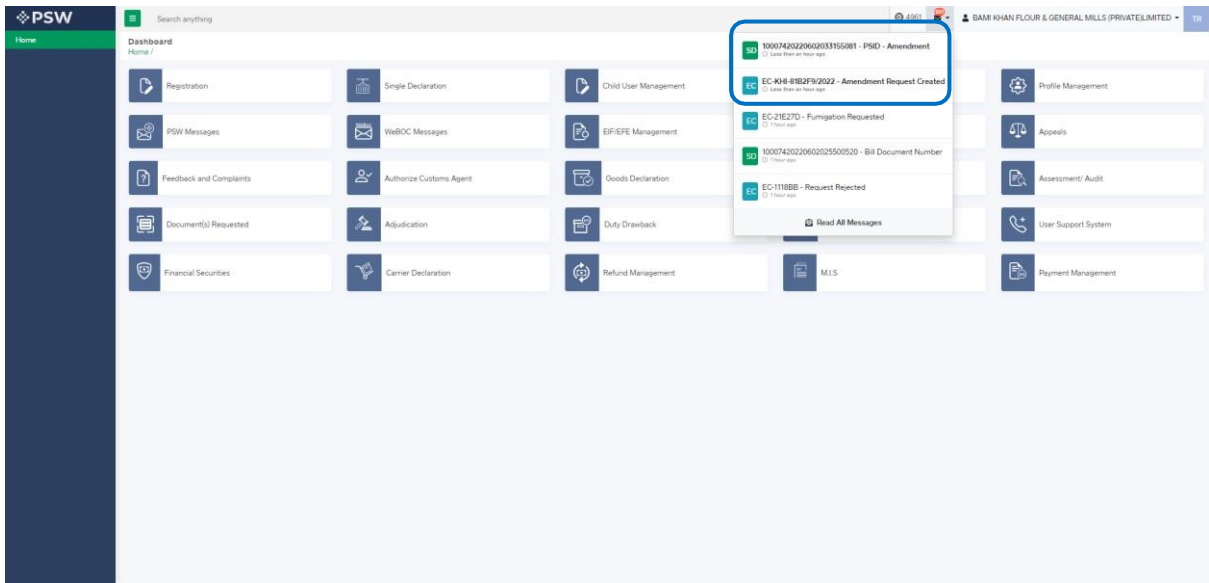 PSW
Search anything
4961
BAMI KHAN FLOUR & GENERAL MILLS (PRIVATE)LIMITED
TR
Home
Dashboard
Home /
SD
10007420220602033155081 - PSID - Amendment
Less than an hour ago
EC
EC-KHI-81B2F9/2022 - Amendment Request Created
Less than an hour ago
EC
EC-21E27D - Fumigation Requested
1 hour ago
SD
10007420220602025500520 - Bill Document Number
1 hour ago
EC
EC-1118BB - Request Rejected
1 hour ago
Read All Messages
Registration
Single Declaration
Child User Management
Profile Management
PSW Messages
WeBOC Messages
EIF/EFE Management
Appeals
Feedback and Complaints
Authorize Customs Agent
Goods Declaration
Assessment/ Audit
Document(s) Requested
Adjudication
Duty Drawback
User Support System
Financial Securities
Carrier Declaration
Refund Management
M.I.S
Payment Management